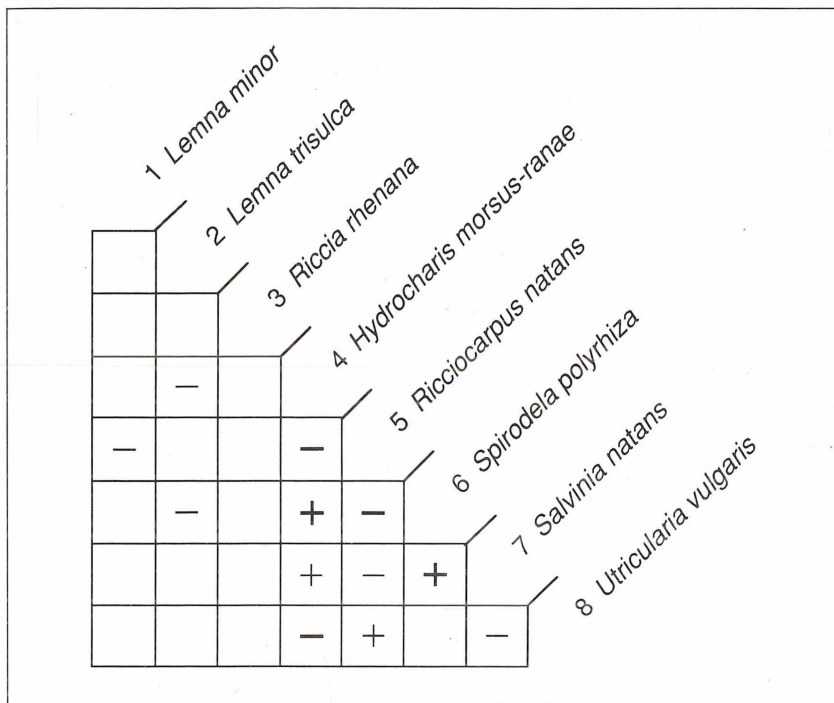 1 Lemna minor
2 Lemna trisulca
3 Riccia rhenana
4 Hydrocharis morsus-ranae
5 Ricciocarpus natans
6 Spirodela polyrhiza
7 Salvinia natans
8 Utricularia vulgaris
−
− −
− + −
+ − +
− + −